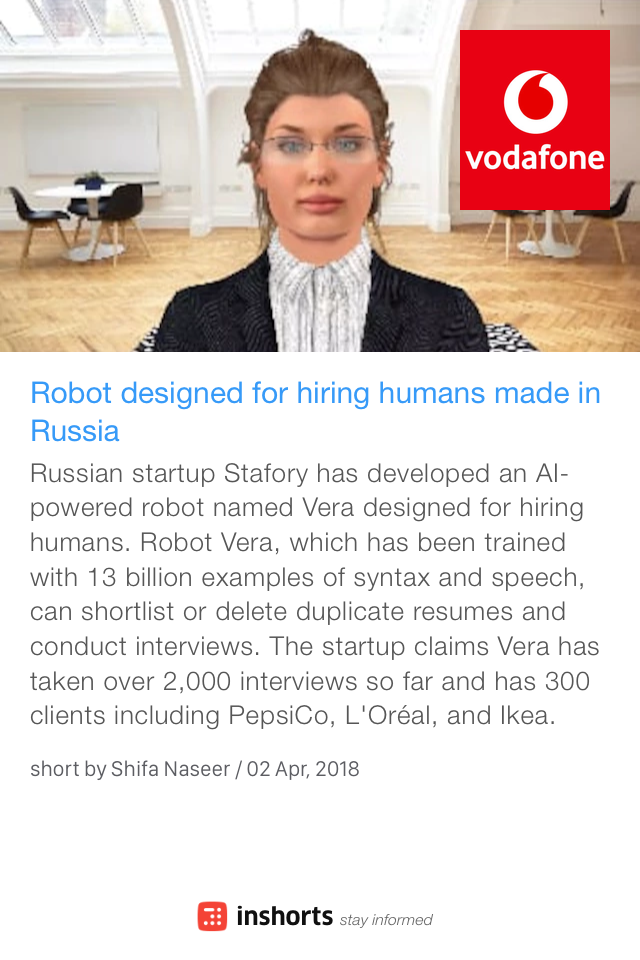 vodafone
Robot designed for hiring humans made in
Russia
Russian startup Stafory has developed an AI-
powered robot named Vera designed for hiring
humans. Robot Vera, which has been trained
with 13 billion examples of syntax and speech,
can shortlist or delete duplicate resumes and
conduct interviews. The startup claims Vera has
taken over 2,000 interviews so far and has 300
clients including PepsiCo, L'Oréal, and Ikea.
short by Shifa Naseer / 02 Apr, 2018
inshorts stay informed